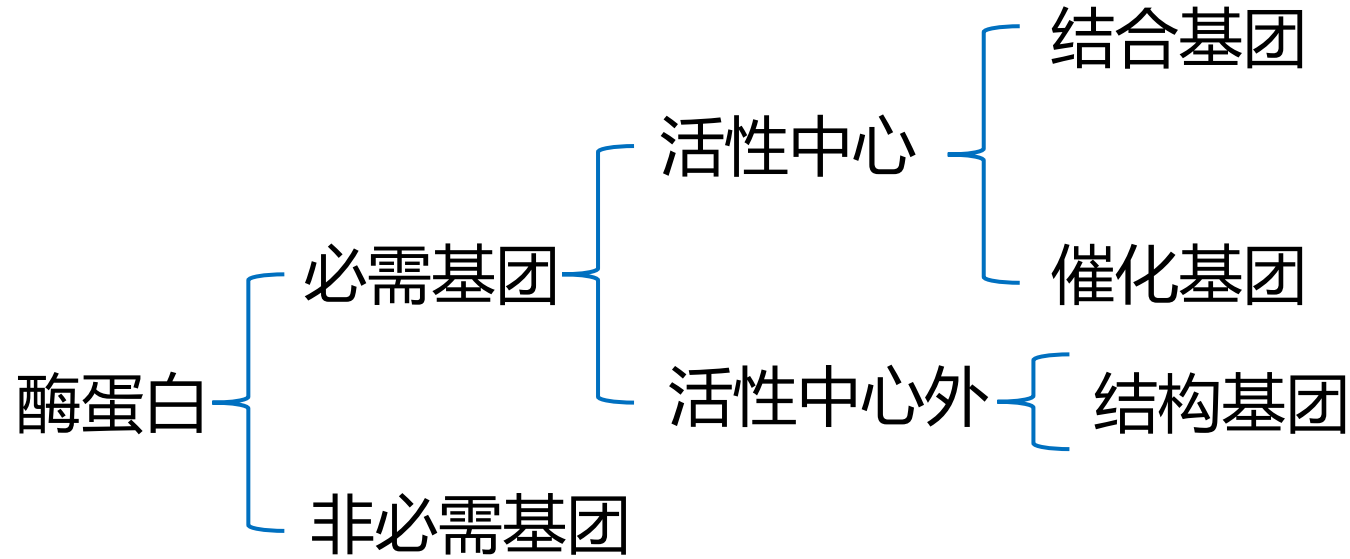 结合基团
活性中心
必需基团
催化基团
酶蛋白
活性中心外
结构基团
非必需基团